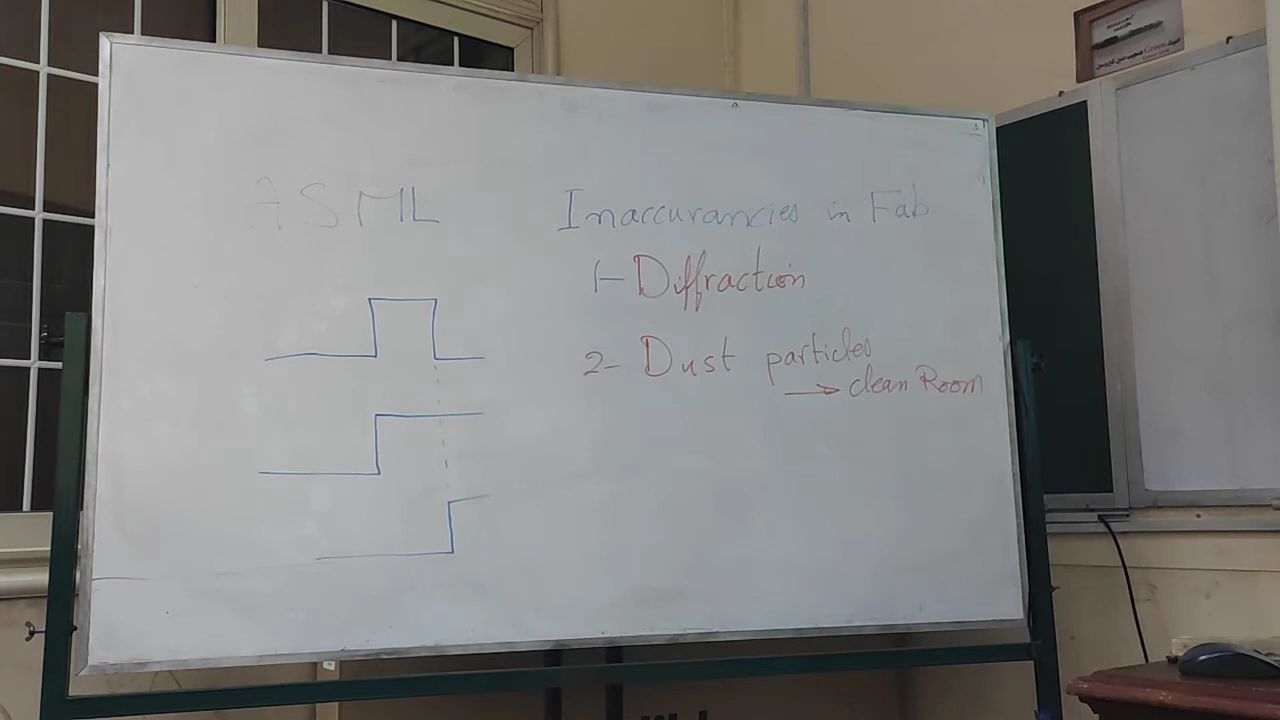 ASML
Inaccurancies in Fab
1- Diffraction
2- Dust particles
→ clean Room